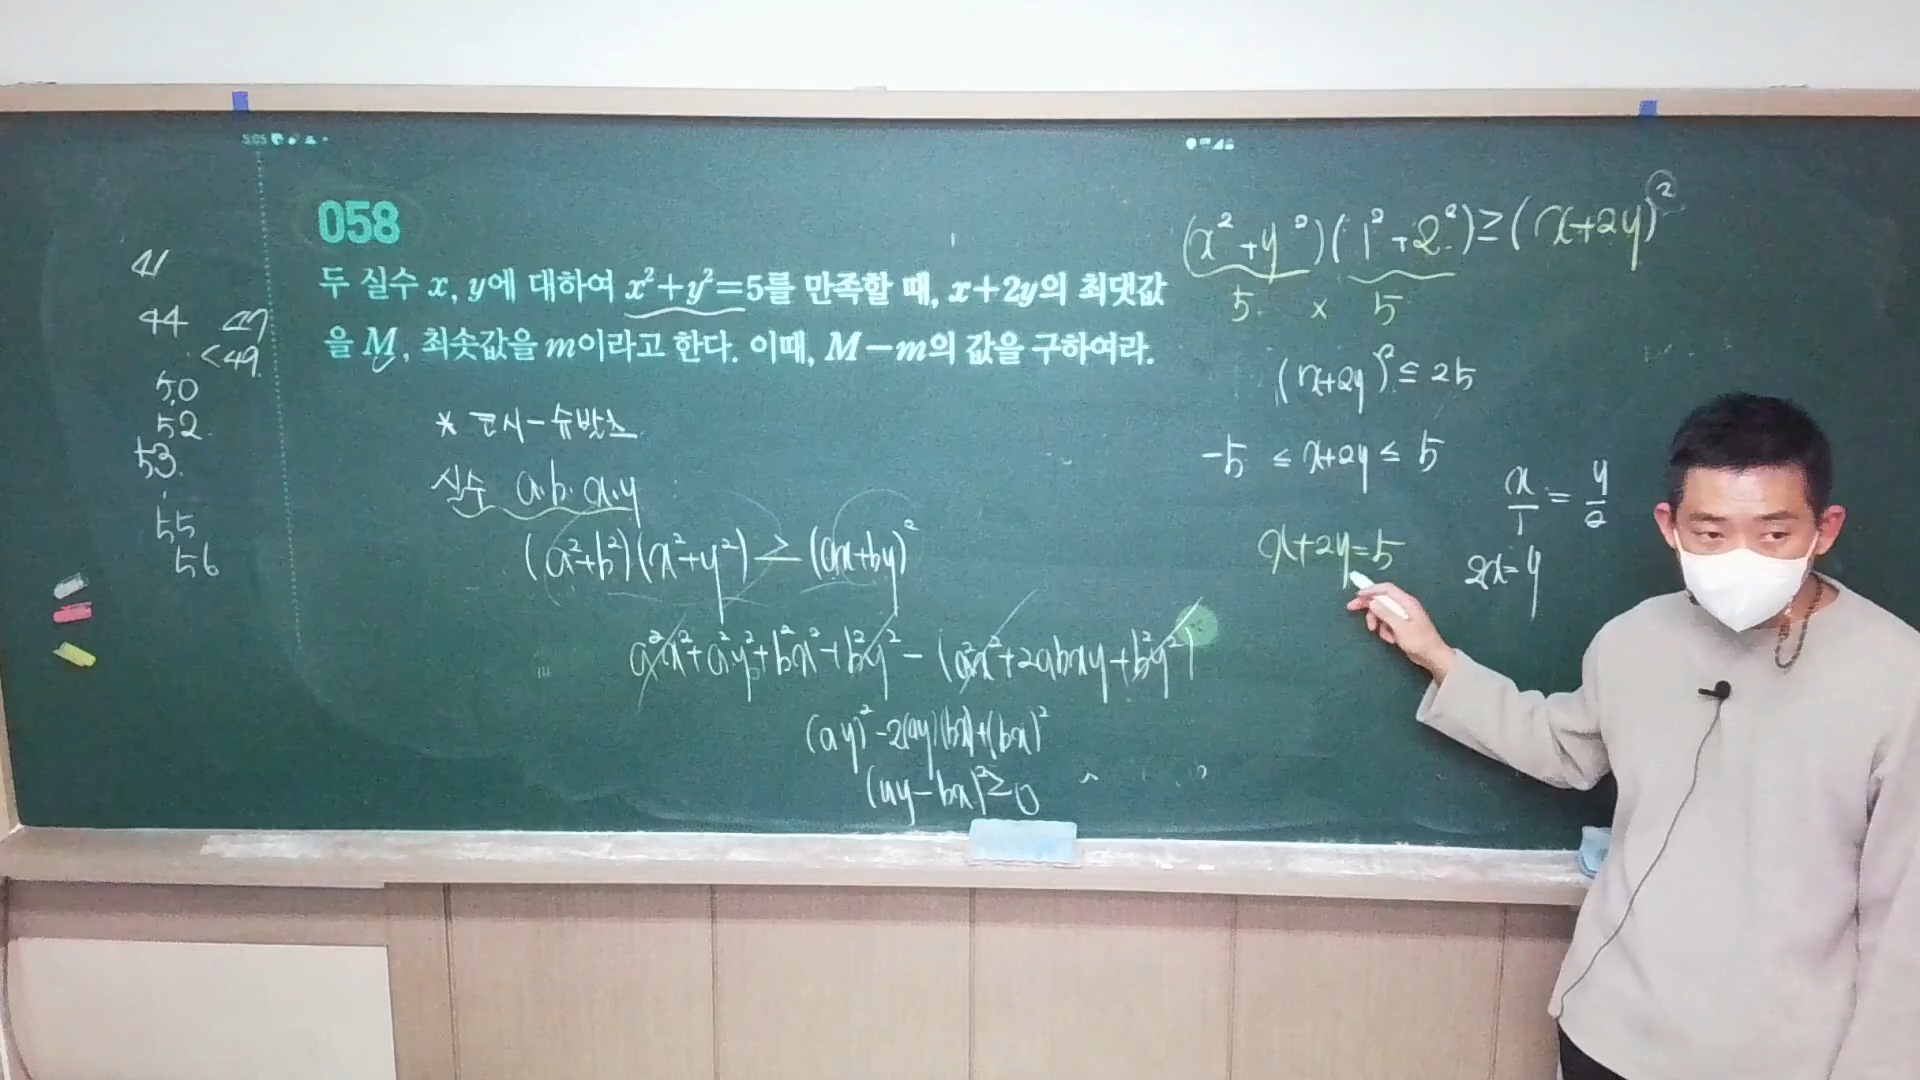 5:05
41
44 47
<49
50
52
53
55
56
058
두 실수 x, y에 대하여 x²+y²=5를 만족할 때, x+2y의 최댓값
을 M, 최솟값을 m이라고 한다. 이때, M-m의 값을 구하여라.
* 코시-슈바츠
실수 a.b.x.y
(a²+b²)(x²+y²) ≥ (ax+by)²
a²x²+a²y²+b²x²+b²y² - (a²x²+2abxy+b²y²)
(ay)²-2(ay)(bx)+(bx)²
(ay-bx)²≥0
(x²+y²)(1²+2²)≥(x+2y)²
5 × 5
(x+2y)²≤25
-5 ≤ x+2y ≤ 5
x/1 = y/2
x+2y=5
2x=y